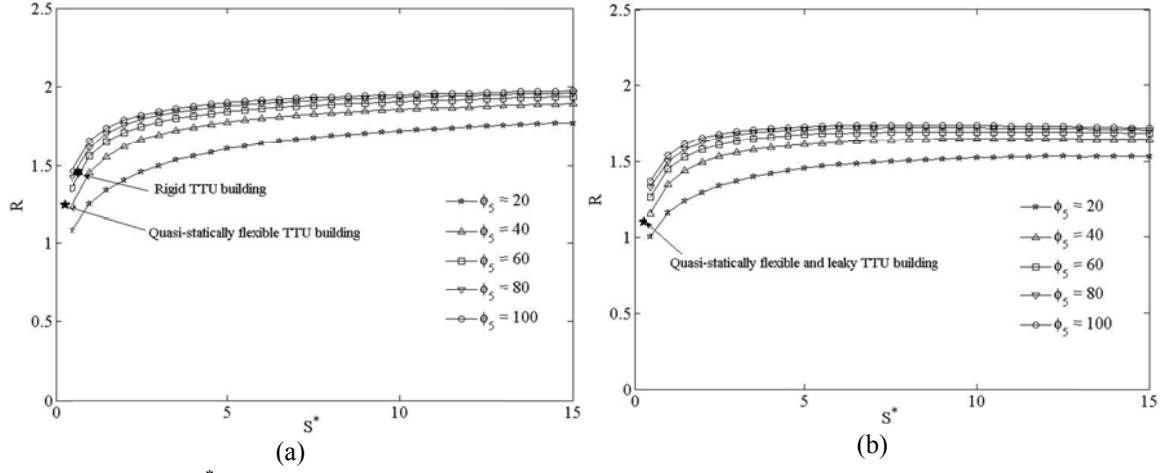 2.5
2
1.5
1
0.5
0
R
0
5
10
15
S*
Rigid TTU building
Quasi-statically flexible TTU building
ϕ5 = 20
ϕ5 = 40
ϕ5 = 60
ϕ5 = 80
ϕ5 = 100
(a)
2.5
2
1.5
1
0.5
0
R
0
5
10
15
S*
Quasi-statically flexible and leaky TTU building
ϕ5 = 20
ϕ5 = 40
ϕ5 = 60
ϕ5 = 80
ϕ5 = 100
(b)
*